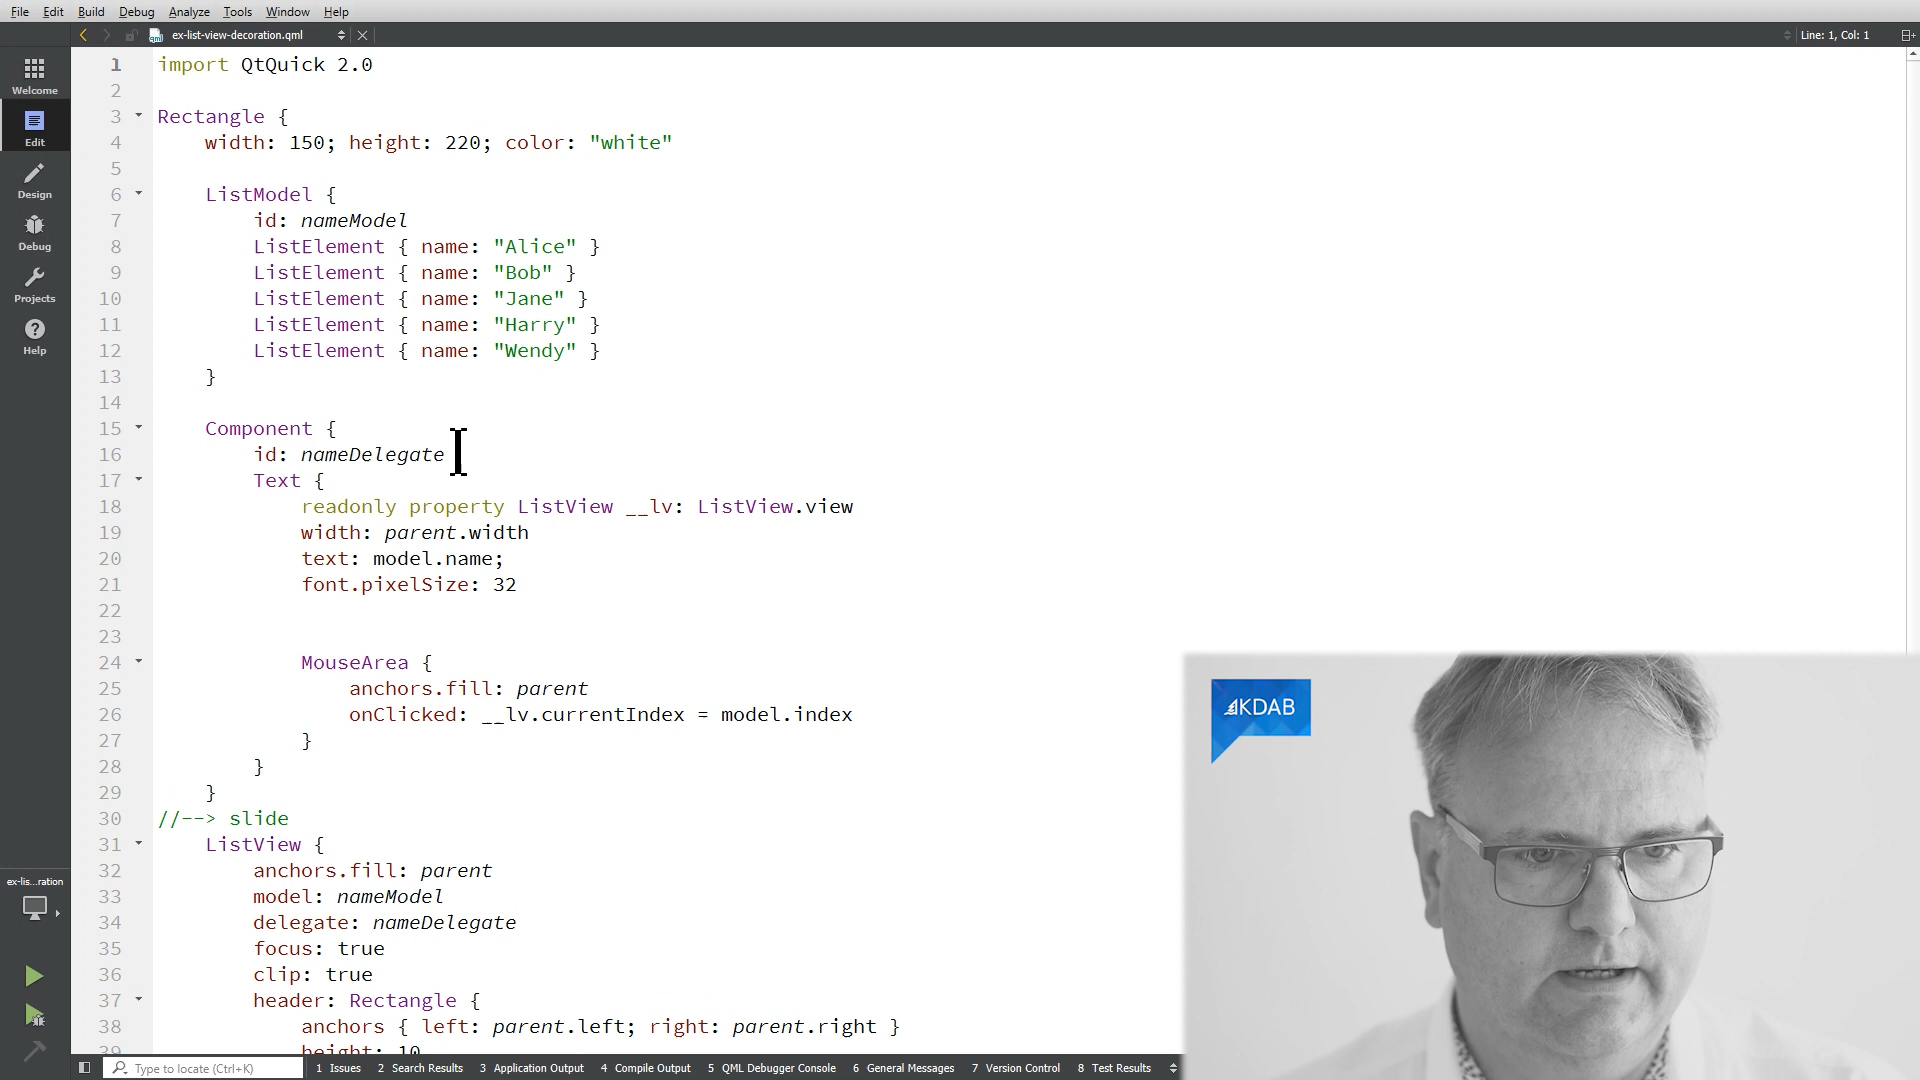 File Edit Build Debug Analyze Tools Window Help
ex-list-view-decoration.qml
Line: 1, Col: 1
Welcome
Edit
Design
Debug
Projects
Help
ex-lis...ration
1 import QtQuick 2.0
2
3 Rectangle {
4 width: 150; height: 220; color: "white"
5
6 ListModel {
7 id: nameModel
8 ListElement { name: "Alice" }
9 ListElement { name: "Bob" }
10 ListElement { name: "Jane" }
11 ListElement { name: "Harry" }
12 ListElement { name: "Wendy" }
13 }
14
15 Component {
16 id: nameDelegate
17 Text {
18 readonly property ListView __lv: ListView.view
19 width: parent.width
20 text: model.name;
21 font.pixelSize: 32
22
23
24 MouseArea {
25 anchors.fill: parent
26 onClicked: __lv.currentIndex = model.index
27 }
28 }
29 }
30 //--> slide
31 ListView {
32 anchors.fill: parent
33 model: nameModel
34 delegate: nameDelegate
35 focus: true
36 clip: true
37 header: Rectangle {
38 anchors { left: parent.left; right: parent.right }
39 height: 10
KDAB
Type to locate (Ctrl+K)
1 Issues 2 Search Results 3 Application Output 4 Compile Output 5 QML Debugger Console 6 General Messages 7 Version Control 8 Test Results